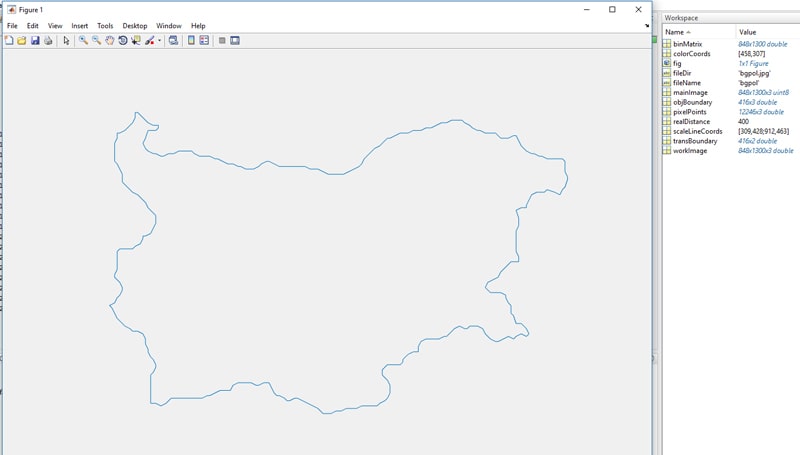 Figure 1
File Edit View Insert Tools Desktop Window Help
Workspace
Name Value
binMatrix 848x1300 double
colorCoords [458,307]
fig 1x1 Figure
fileDir 'bgpol.jpg'
fileName 'bgpol'
mainImage 848x1300x3 uint8
objBoundary 416x3 double
pixelPoints 12246x3 double
realDistance 400
scaleLineCoords [309,428;912,463]
transBoundary 416x2 double
workImage 848x1300x3 double